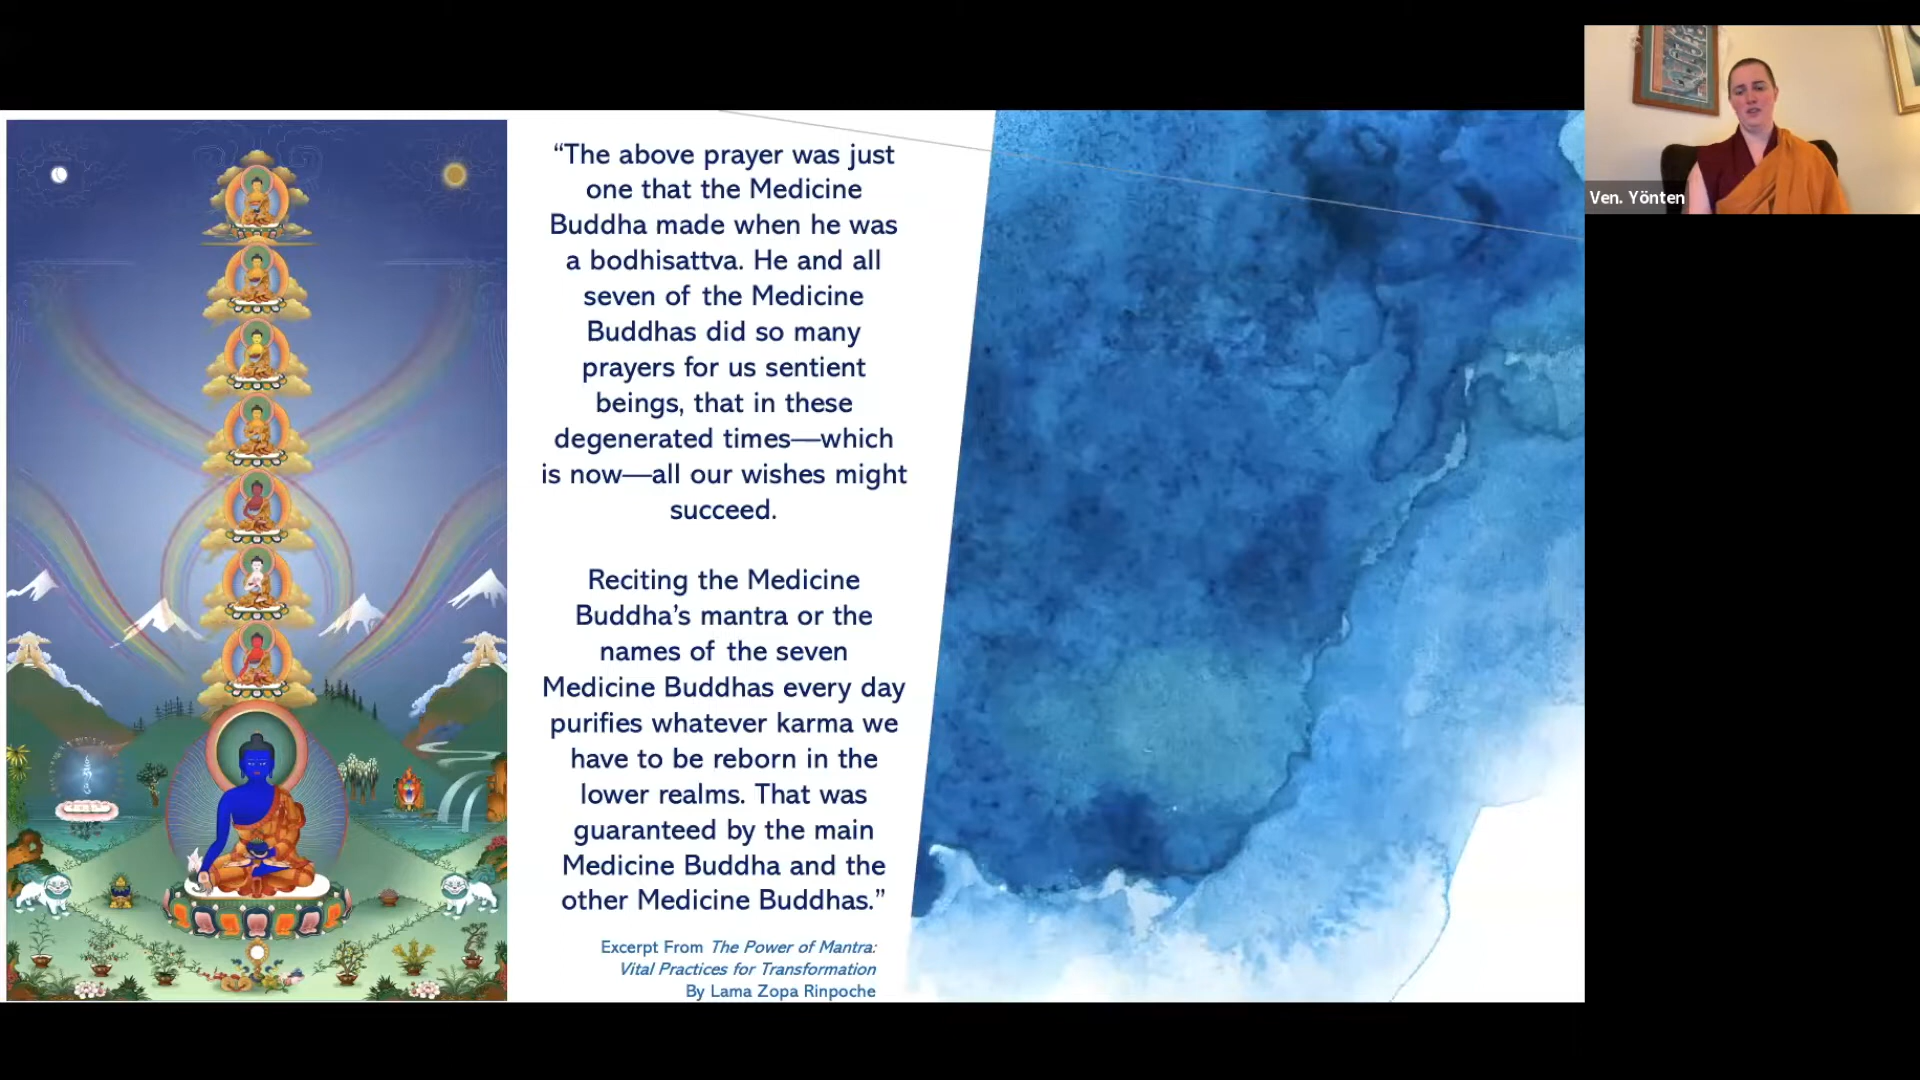 “The above prayer was just
one that the Medicine
Buddha made when he was
a bodhisattva. He and all
seven of the Medicine
Buddhas did so many
prayers for us sentient
beings, that in these
degenerated times—which
is now—all our wishes might
succeed.
Reciting the Medicine
Buddha’s mantra or the
names of the seven
Medicine Buddhas every day
purifies whatever karma we
have to be reborn in the
lower realms. That was
guaranteed by the main
Medicine Buddha and the
other Medicine Buddhas.”
Excerpt From The Power of Mantra:
Vital Practices for Transformation
By Lama Zopa Rinpoche
Ven. Yönten